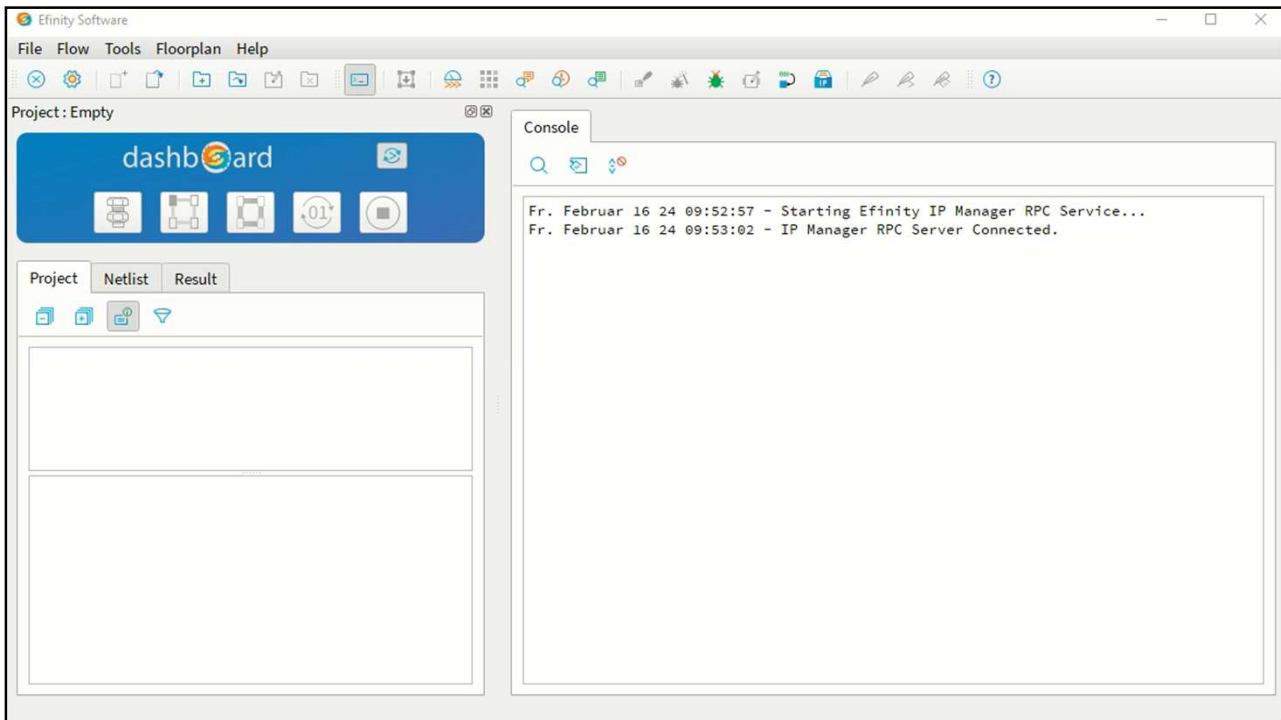 Efinity Software
File Flow Tools Floorplan Help
Project : Empty
dashboard
01
Project Netlist Result
Console
Fr. Februar 16 24 09:52:57 - Starting Efinity IP Manager RPC Service...
Fr. Februar 16 24 09:53:02 - IP Manager RPC Server Connected.
IP